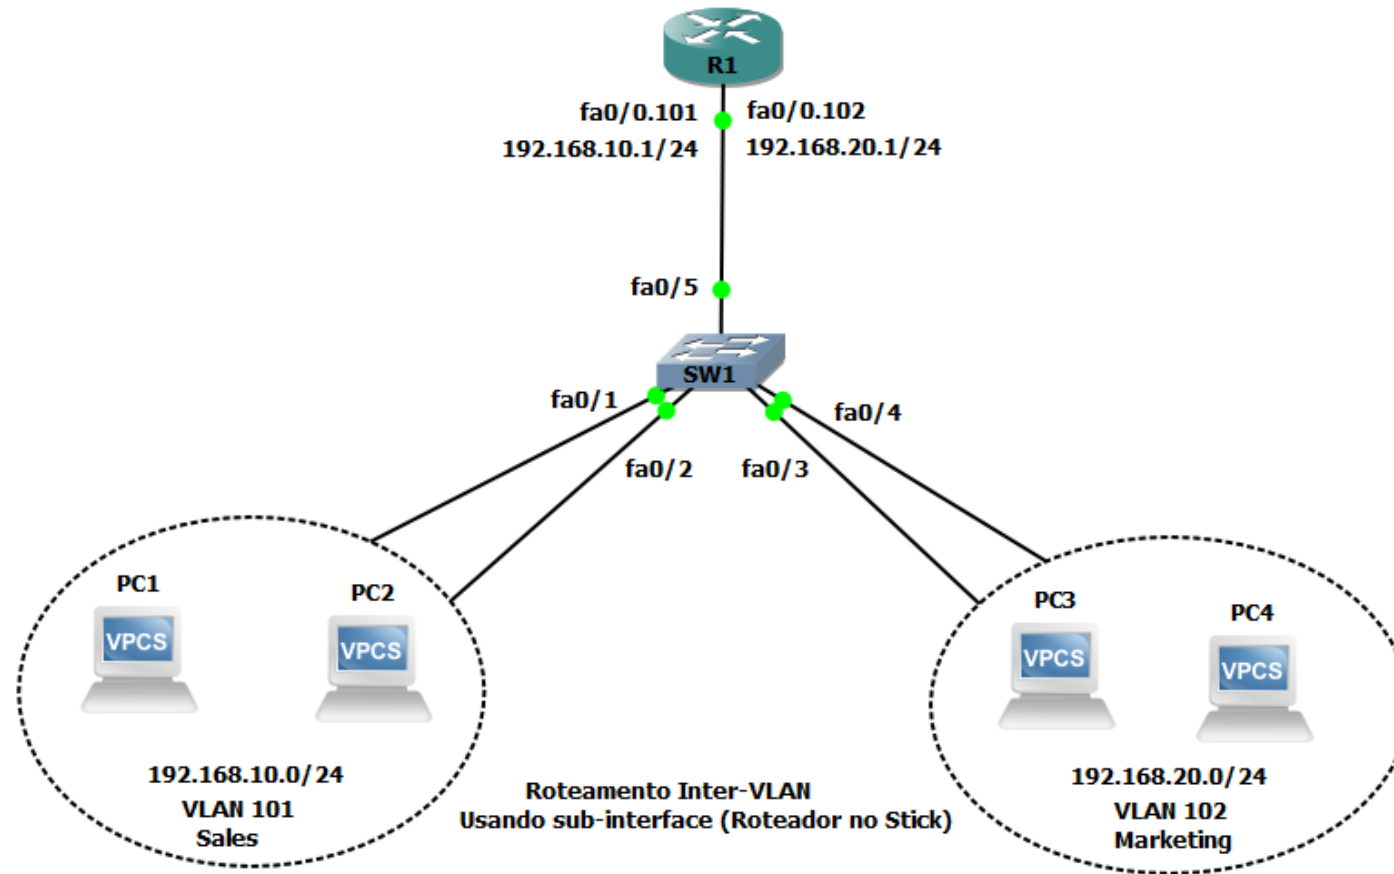 R1
fa0/0.101
fa0/0.102
192.168.10.1/24
192.168.20.1/24
fa0/5
SW1
fa0/1
fa0/4
fa0/2
fa0/3
PC1
PC2
VPCS
VPCS
192.168.10.0/24
VLAN 101
Sales
PC3
PC4
VPCS
VPCS
192.168.20.0/24
VLAN 102
Marketing
Roteamento Inter-VLAN
Usando sub-interface (Roteador no Stick)